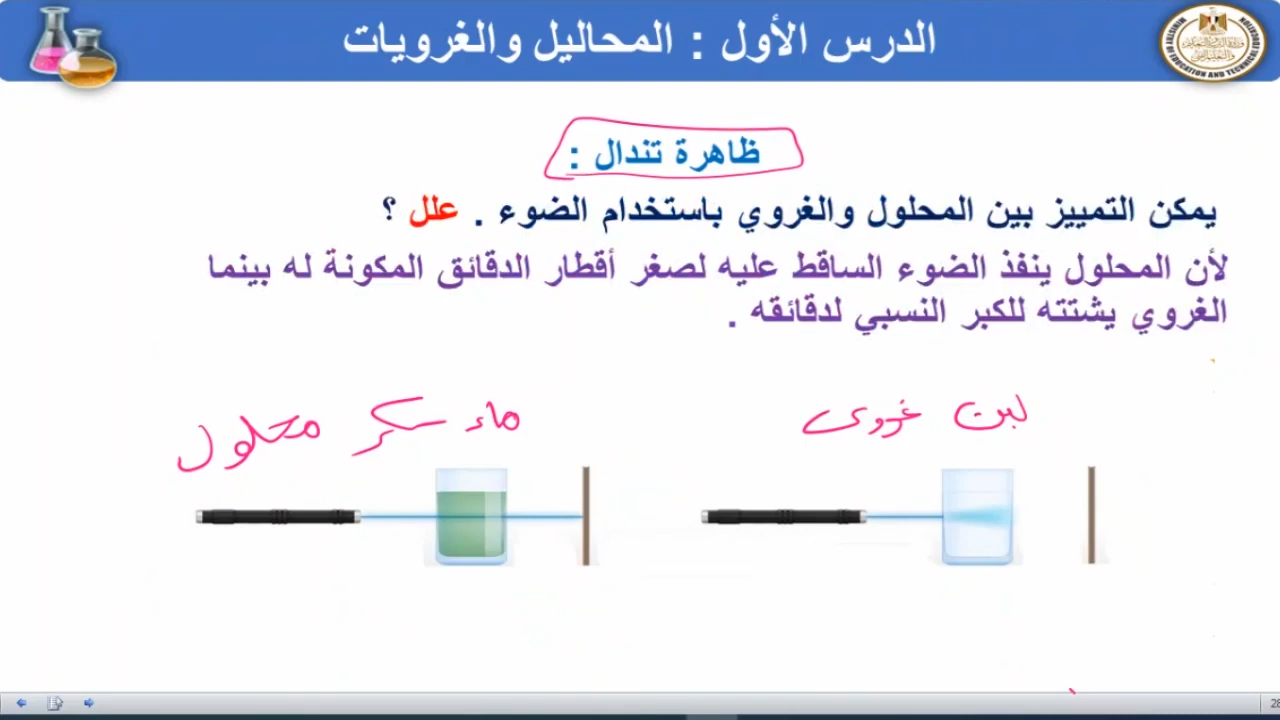 الدرس الأول : المحاليل والغرويات
ظاهرة تندال :
يمكن التمييز بين المحلول والغروي باستخدام الضوء . علل ؟
لأن المحلول ينفذ الضوء الساقط عليه لصغر أقطار الدقائق المكونة له بينما
الغروي يشتته للكبر النسبي لدقائقه .
لبن غروى
ماء سكر محلول
28